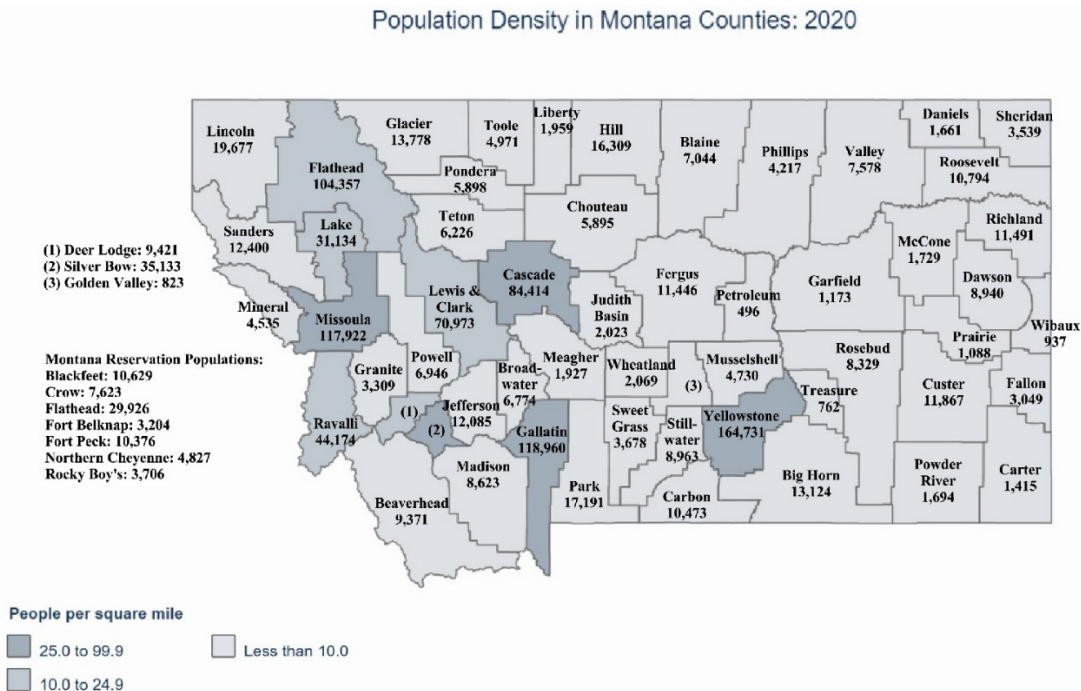 Population Density in Montana Counties: 2020
Lincoln
19,677
Flathead
104,357
Glacier
13,778
Toole
4,971
Liberty
1,959
Hill
16,309
Blaine
7,044
Phillips
4,217
Valley
7,578
Daniels
1,661
Sheridan
3,539
Roosevelt
10,794
Pondera
5,898
Teton
6,226
Chouteau
5,895
Sanders
12,400
Lake
31,134
(1) Deer Lodge: 9,421
(2) Silver Bow: 35,133
(3) Golden Valley: 823
Richland
11,491
McCone
1,729
Dawson
8,940
Garfield
1,173
Fergus
11,446
Petroleum
496
Cascade
84,414
Lewis &
Clark
70,973
Judith
Basin
2,023
Mineral
4,535
Missoula
117,922
Wibaux
937
Prairie
1,088
Montana Reservation Populations:
Blackfeet: 10,629
Crow: 7,623
Flathead: 29,926
Fort Belknap: 3,204
Fort Peck: 10,376
Northern Cheyenne: 4,827
Rocky Boy's: 3,706
Granite
3,309
Powell
6,946
Broad-
water
6,774
Meagher
1,927
Wheatland
2,069
(3)
Musselshell
4,730
Rosebud
8,329
Treasure
762
Custer
11,867
Fallon
3,049
Ravalli
44,174
(1)
(2)
Jefferson
12,085
Gallatin
118,960
Sweet
Grass
3,678
Still-
water
8,963
Yellowstone
164,731
Madison
8,623
Beaverhead
9,371
Park
17,191
Carbon
10,473
Big Horn
13,124
Powder
River
1,694
Carter
1,415
People per square mile
25.0 to 99.9
Less than 10.0
10.0 to 24.9